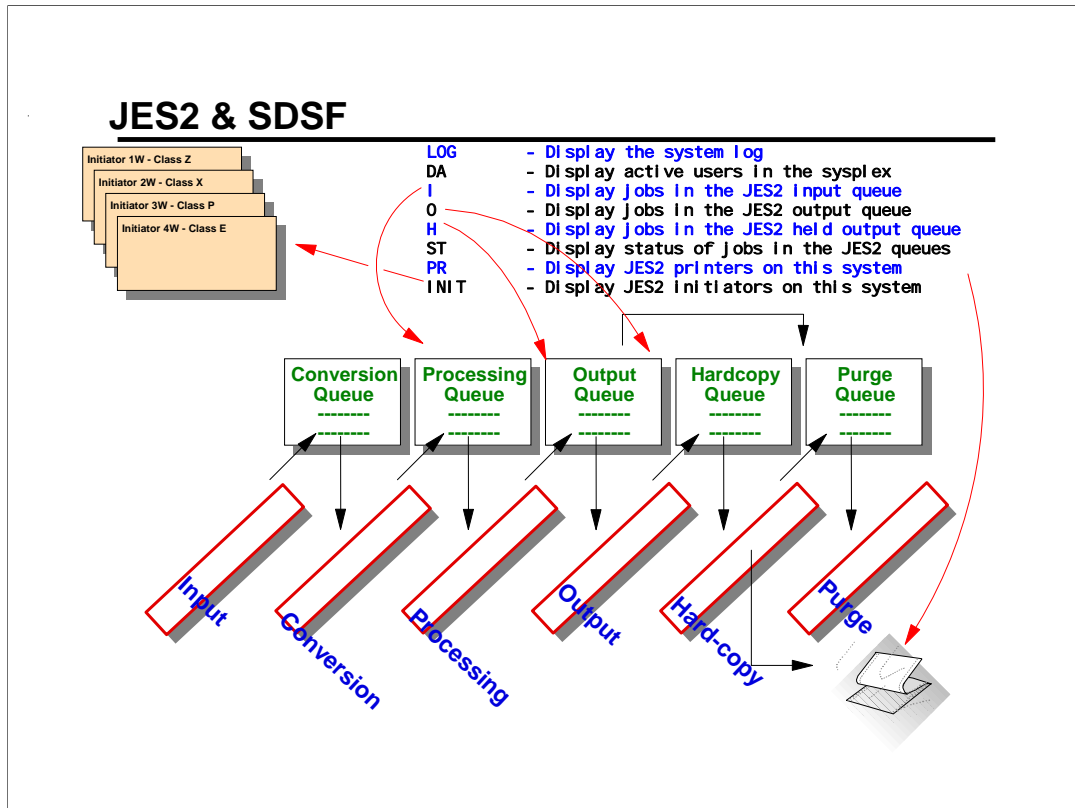 JES2 & SDSF
Initiator 1W - Class Z
Initiator 2W - Class X
Initiator 3W - Class P
Initiator 4W - Class E
LOG - Display the system log
DA - Display active users in the sysplex
I - Display jobs in the JES2 input queue
O - Display jobs in the JES2 output queue
H - Display jobs in the JES2 held output queue
ST - Display status of jobs in the JES2 queues
PR - Display JES2 printers on this system
INIT - Display JES2 initiators on this system
Conversion
Queue
--------
--------
Processing
Queue
--------
--------
Output
Queue
--------
--------
Hardcopy
Queue
--------
--------
Purge
Queue
--------
--------
Input
Conversion
Processing
Output
Hard-copy
Purge